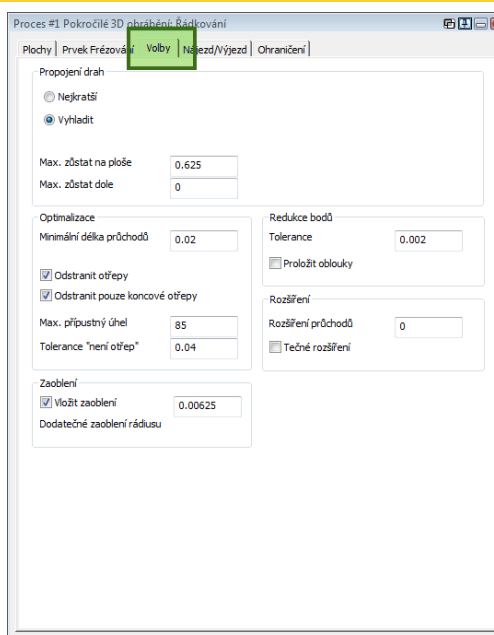 Proces #1 Pokročilé 3D obrábění: Řádkování
Plochy Prvek Frézování Volby Nájezd/Výjezd Ohraničení
Propojení drah
Nejkratší
Vyhladit
Max. zůstat na ploše 0.625
Max. zůstat dole 0
Optimalizace
Minimální délka průchodů 0.02
Odstranit otřepy
Odstranit pouze koncové otřepy
Max. přípustný úhel 85
Tolerance "není otřep" 0.04
Redukce bodů
Tolerance 0.002
Proložit oblouky
Rozšíření
Rozšíření průchodů 0
Tečné rozšíření
Zaoblení
Vložit zaoblení 0.00625
Dodatečné zaoblení rádiusu